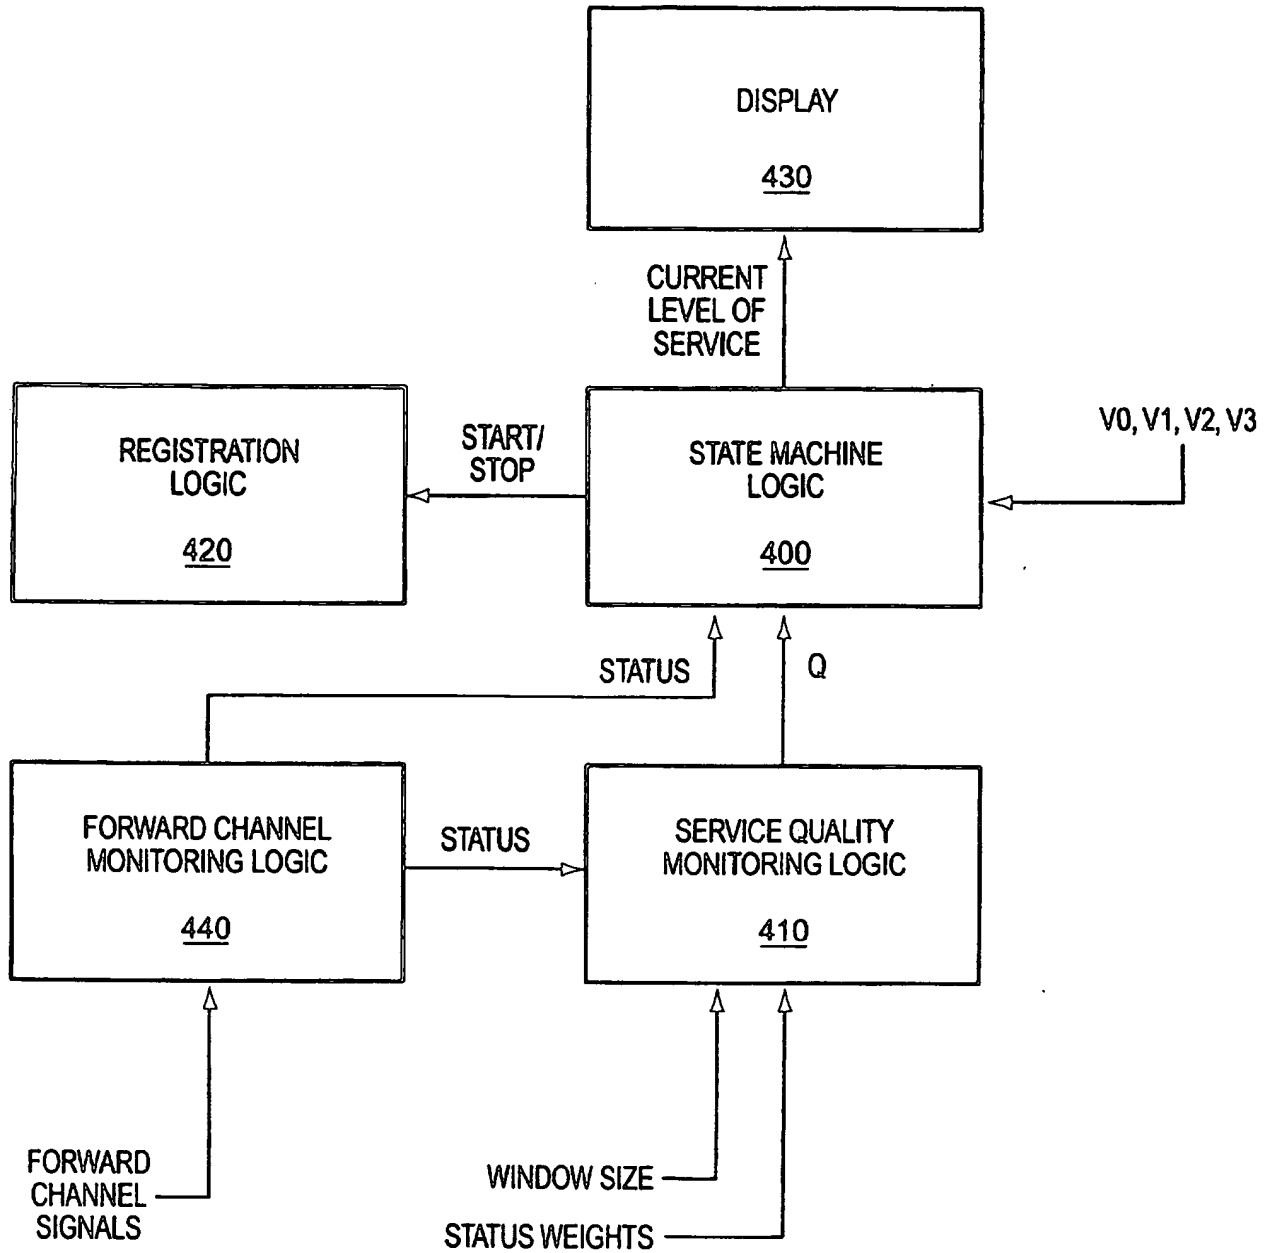 DISPLAY
430
CURRENT
LEVEL OF
SERVICE
REGISTRATION
LOGIC
420
START/
STOP
STATE MACHINE
LOGIC
400
V0, V1, V2, V3
STATUS
Q
FORWARD CHANNEL
MONITORING LOGIC
440
STATUS
SERVICE QUALITY
MONITORING LOGIC
410
FORWARD
CHANNEL
SIGNALS
WINDOW SIZE
STATUS WEIGHTS